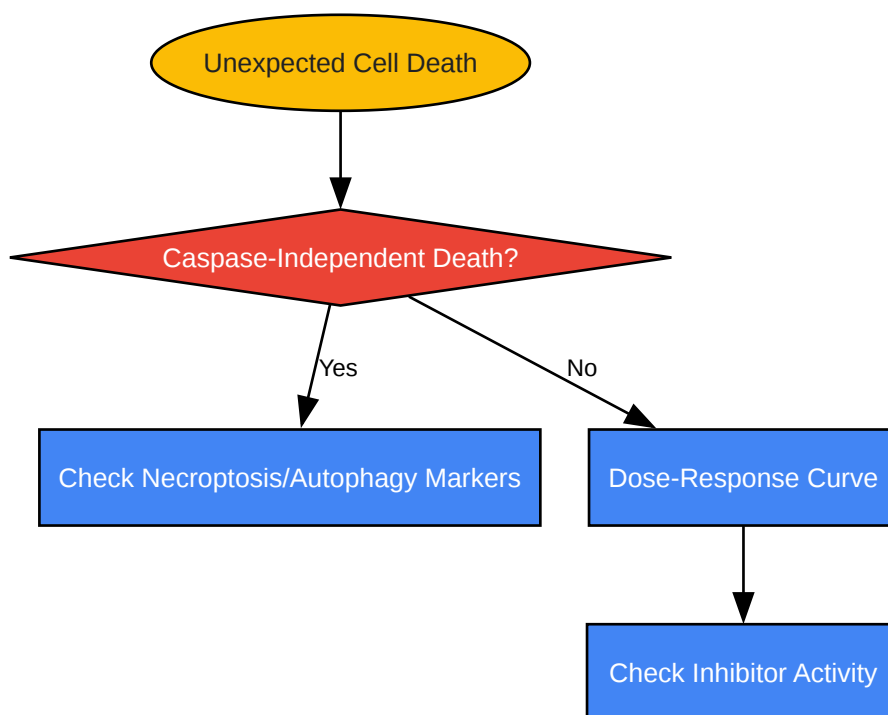 Unexpected Cell Death
Caspase-Independent Death?
Yes
No
Check Necroptosis/Autophagy Markers
Dose-Response Curve
Check Inhibitor Activity